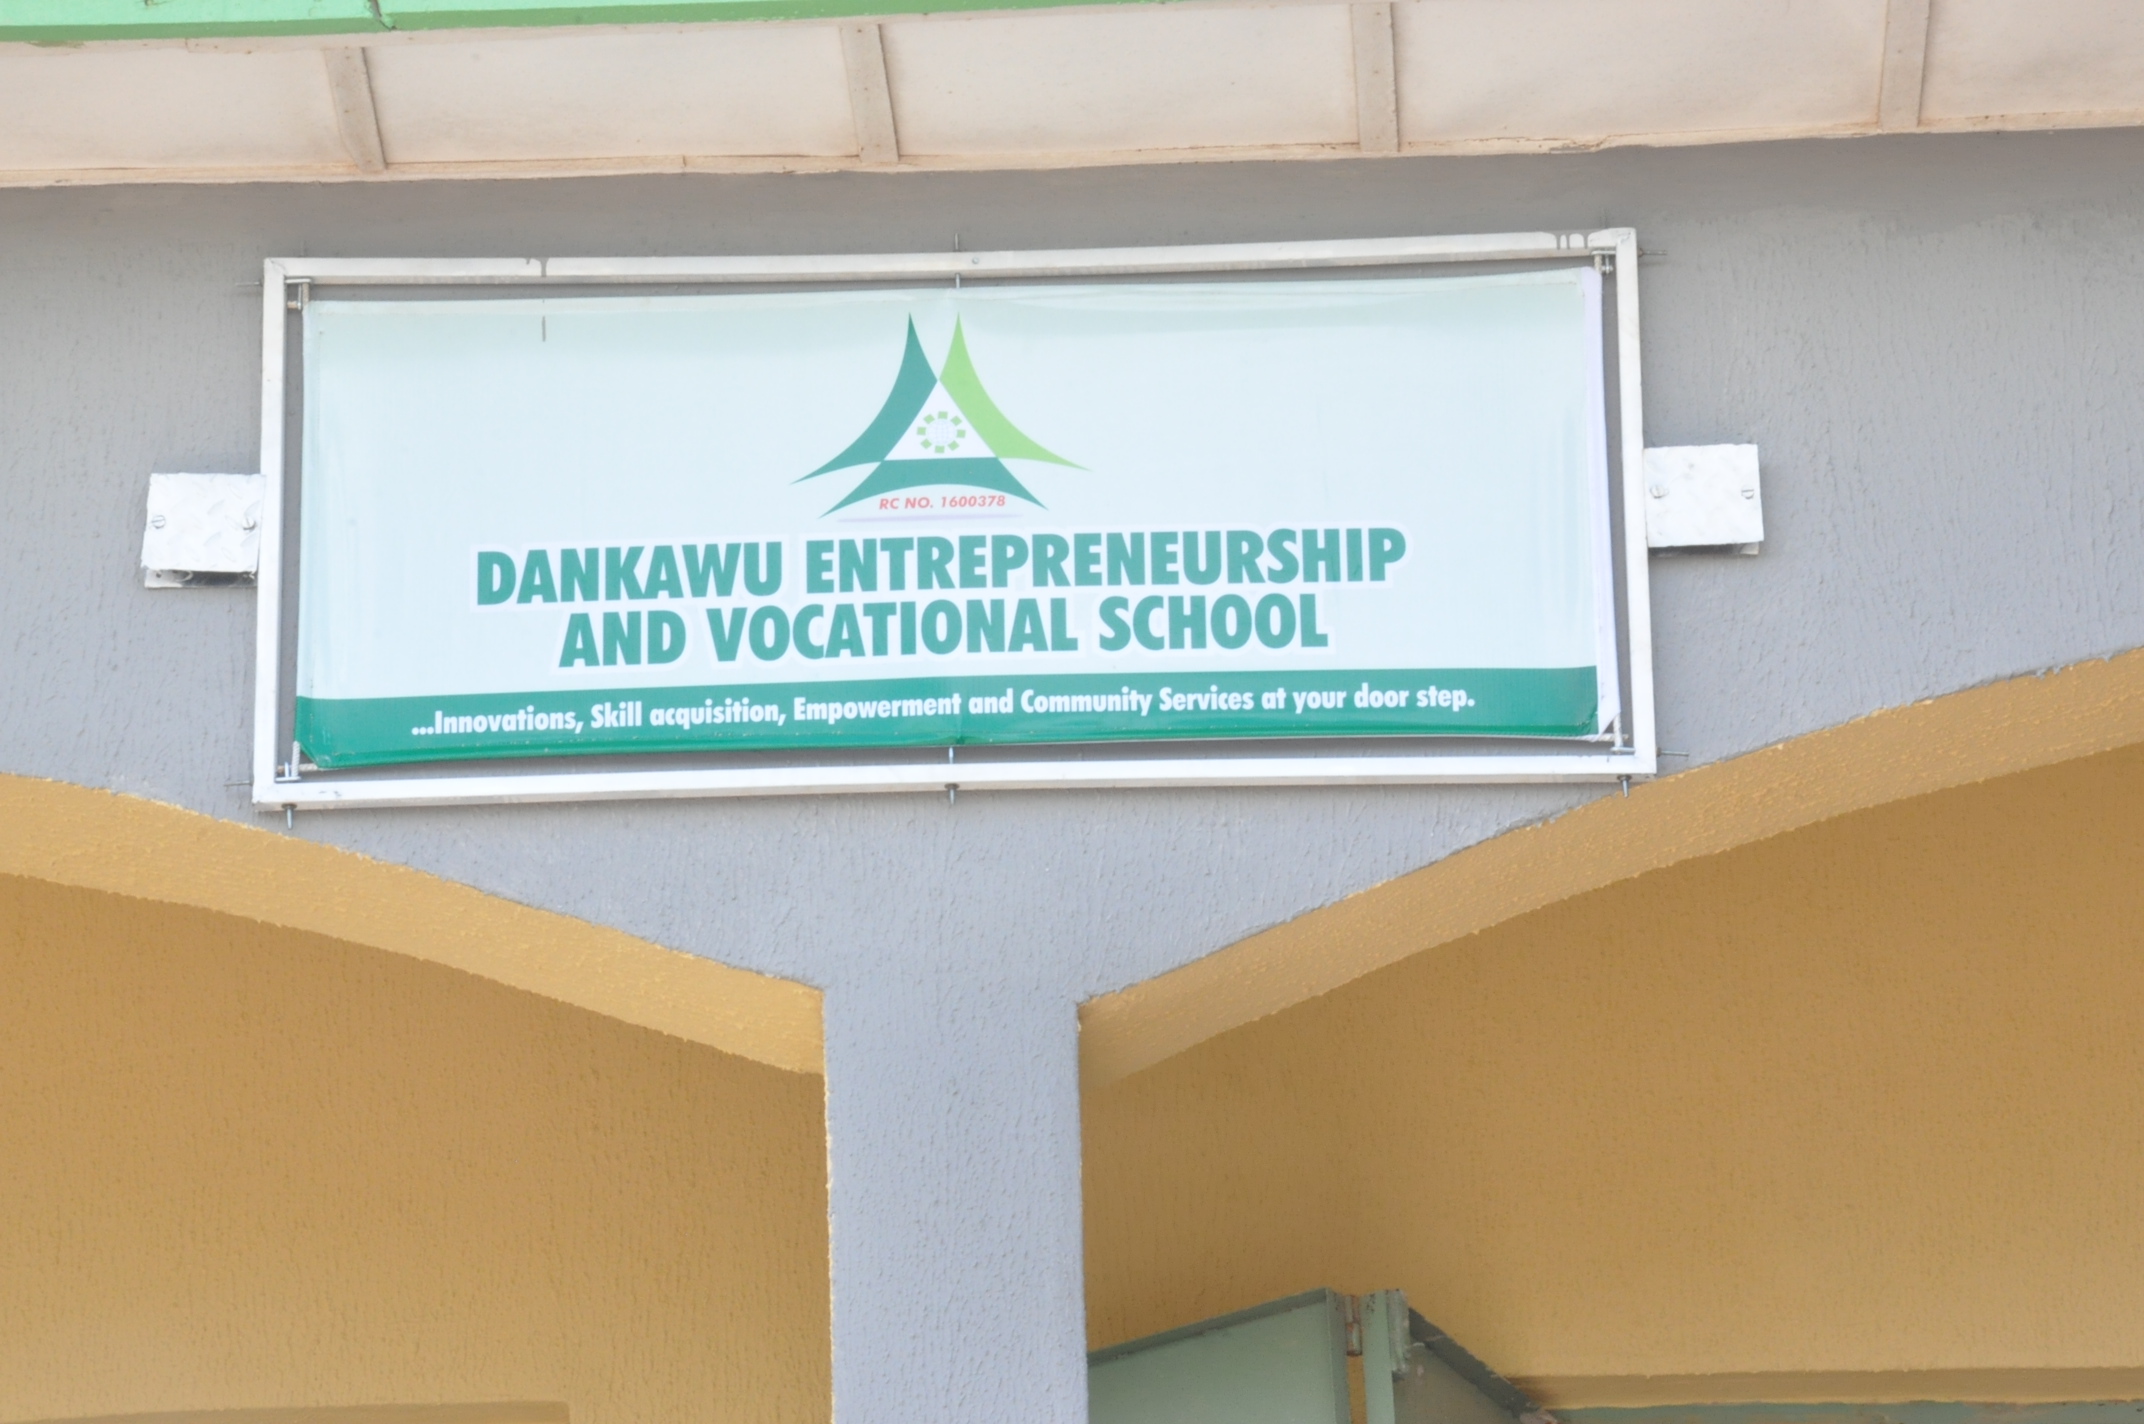 RC NO. 1600378
DANKAWU ENTREPRENEURSHIP
AND VOCATIONAL SCHOOL
...Innovations, Skill acquisition, Empowerment and Community Services at your door step.